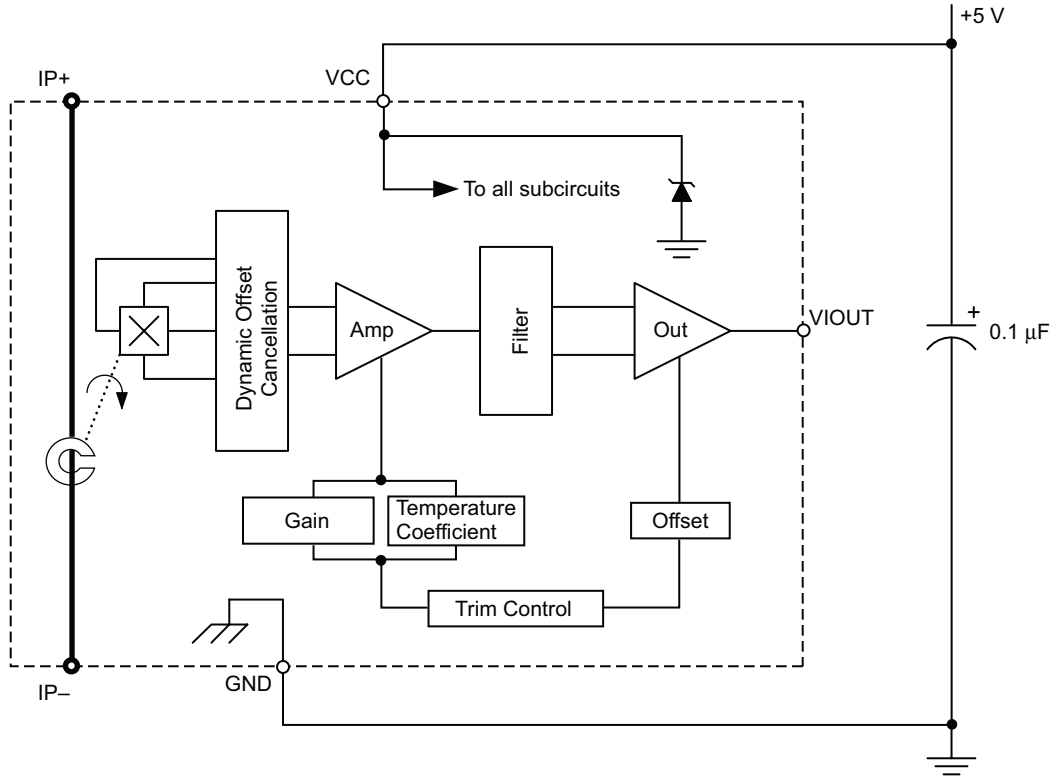 +5 V
IP+
VCC
To all subcircuits
Dynamic Offset
Cancellation
Amp
Filter
Out
VIOUT
+
0.1 µF
Gain
Temperature
Coefficient
Offset
Trim Control
GND
IP–